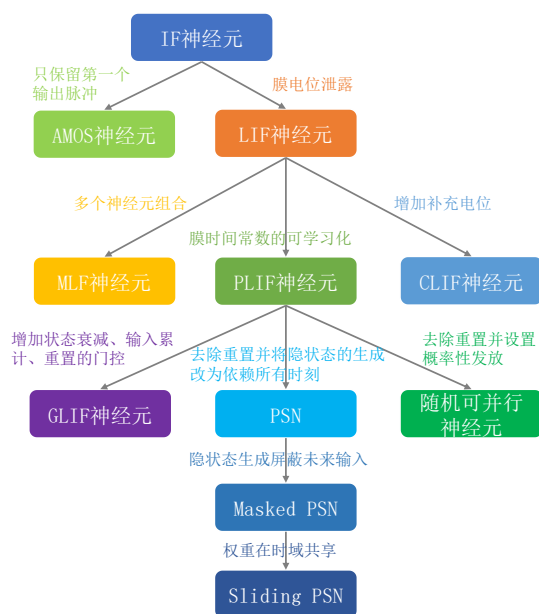 IF神经元
只保留第一个
输出脉冲
膜电位泄露
AMOS神经元
LIF神经元
多个神经元组合
增加补充电位
膜时间常数的可学习化
MLF神经元
PLIF神经元
CLIF神经元
增加状态衰减、输入累
计、重置的门控
去除重置并将隐状态的生成
改为依赖所有时刻
去除重置并设置
概率性发放
GLIF神经元
PSN
随机可并行
神经元
隐状态生成屏蔽未来输入
Masked PSN
权重在时域共享
Sliding PSN